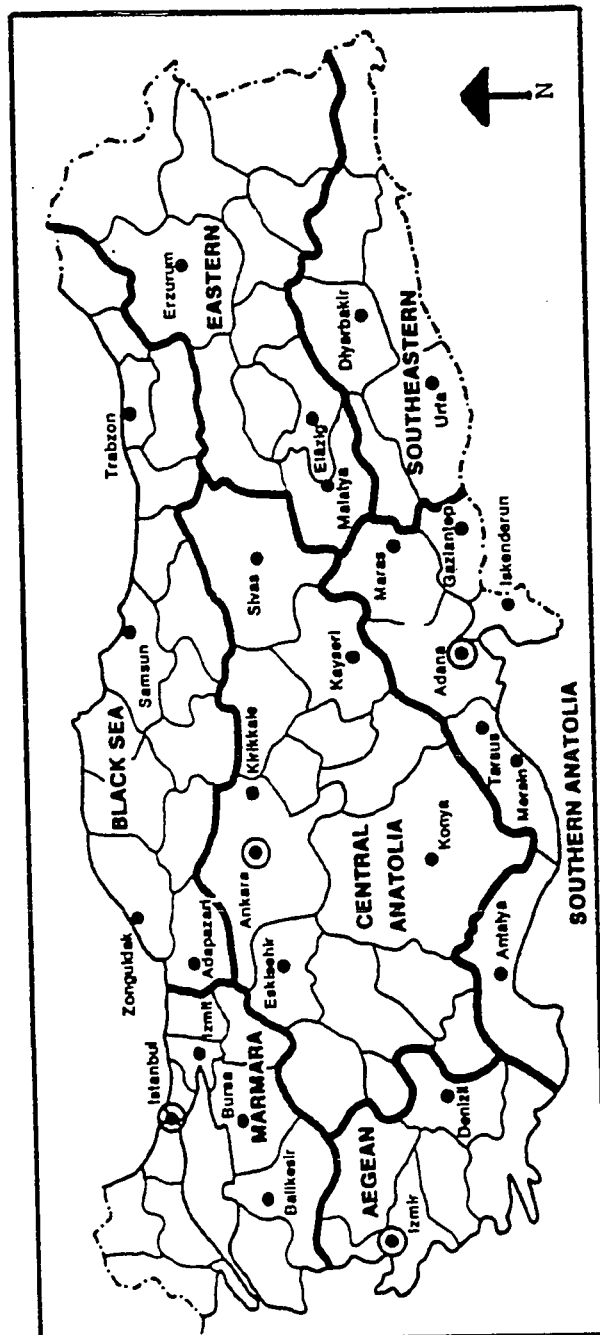 N
BLACK SEA
Zonguldak
Samsun
Trabzon
Istanbul
Izmit
Adapazari
Bursa
MARMARA
Balikesir
Eskisehir
Ankara
Kirikkale
Sivas
Erzurum
EASTERN
Elazig
Malatya
Kayseri
CENTRAL
ANATOLIA
Konya
AEGEAN
Izmir
Denizli
Antalya
Mersin
Tarsus
Adana
Maras
Gaziantep
Iskenderun
Diyarbakir
SOUTHEASTERN
Urfa
SOUTHERN ANATOLIA